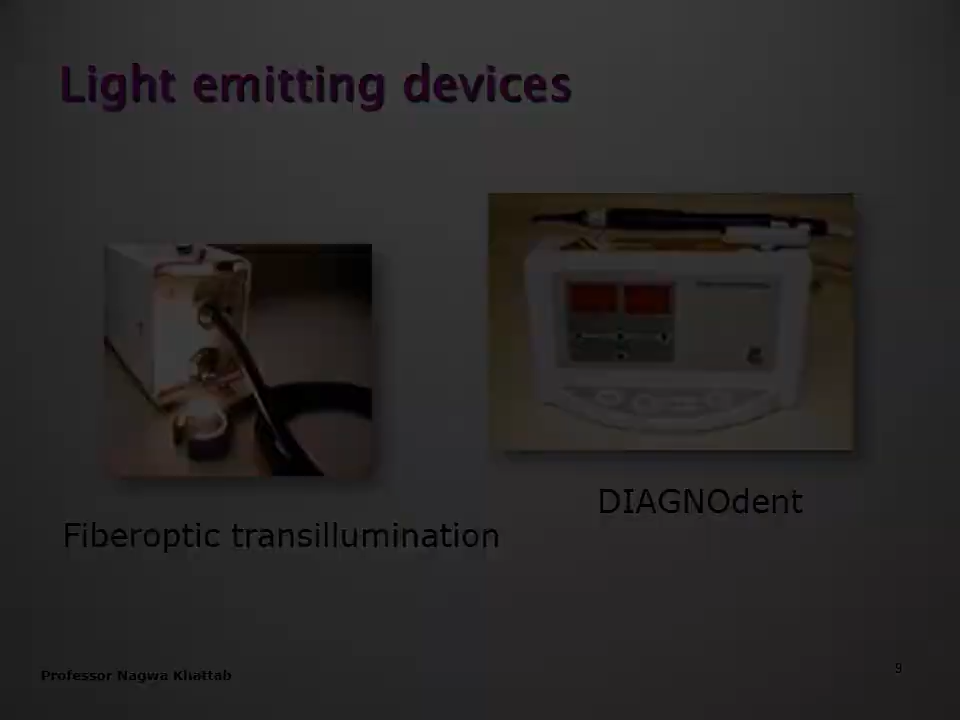 Light emitting devices
DIAGNOdent
Fiberoptic transillumination
Professor Nagwa Khattab
9